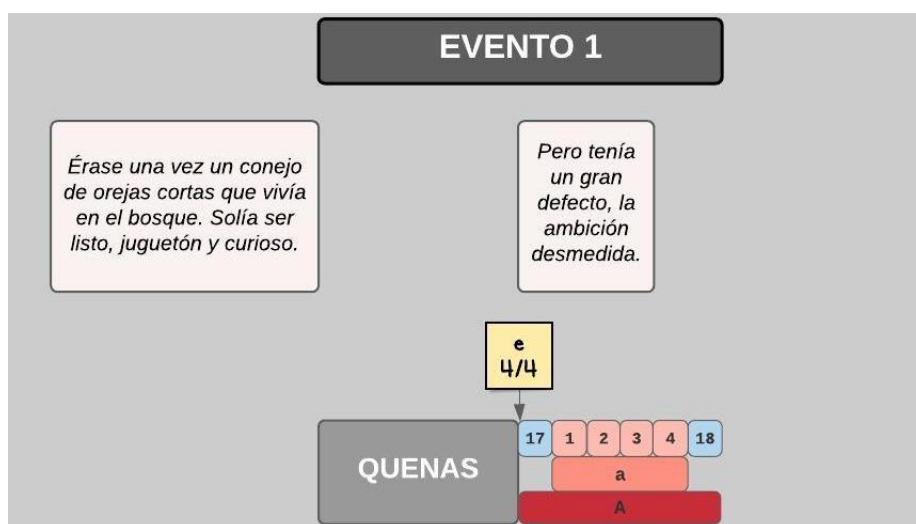 EVENTO 1
Érase una vez un conejo
de orejas cortas que vivía
en el bosque. Solía ser
listo, juguetón y curioso.
Pero tenía
un gran
defecto, la
ambición
desmedida.
e
4/4
QUENAS
17 1 2 3 4 18
a
A